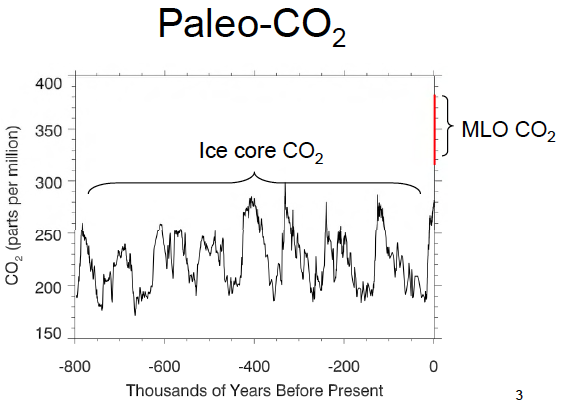 Paleo-CO₂
400
350
300
250
200
150
CO₂ (parts per million)
Ice core CO₂
MLO CO₂
-800
-600
-400
-200
0
Thousands of Years Before Present
3